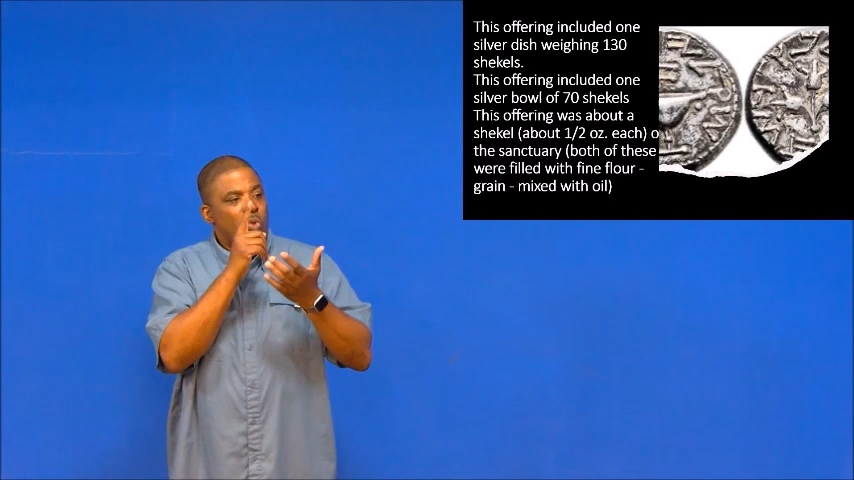 This offering included one
silver dish weighing 130
shekels.
This offering included one
silver bowl of 70 shekels
This offering was about a
shekel (about 1/2 oz. each) o
the sanctuary (both of these
were filled with fine flour -
grain - mixed with oil)